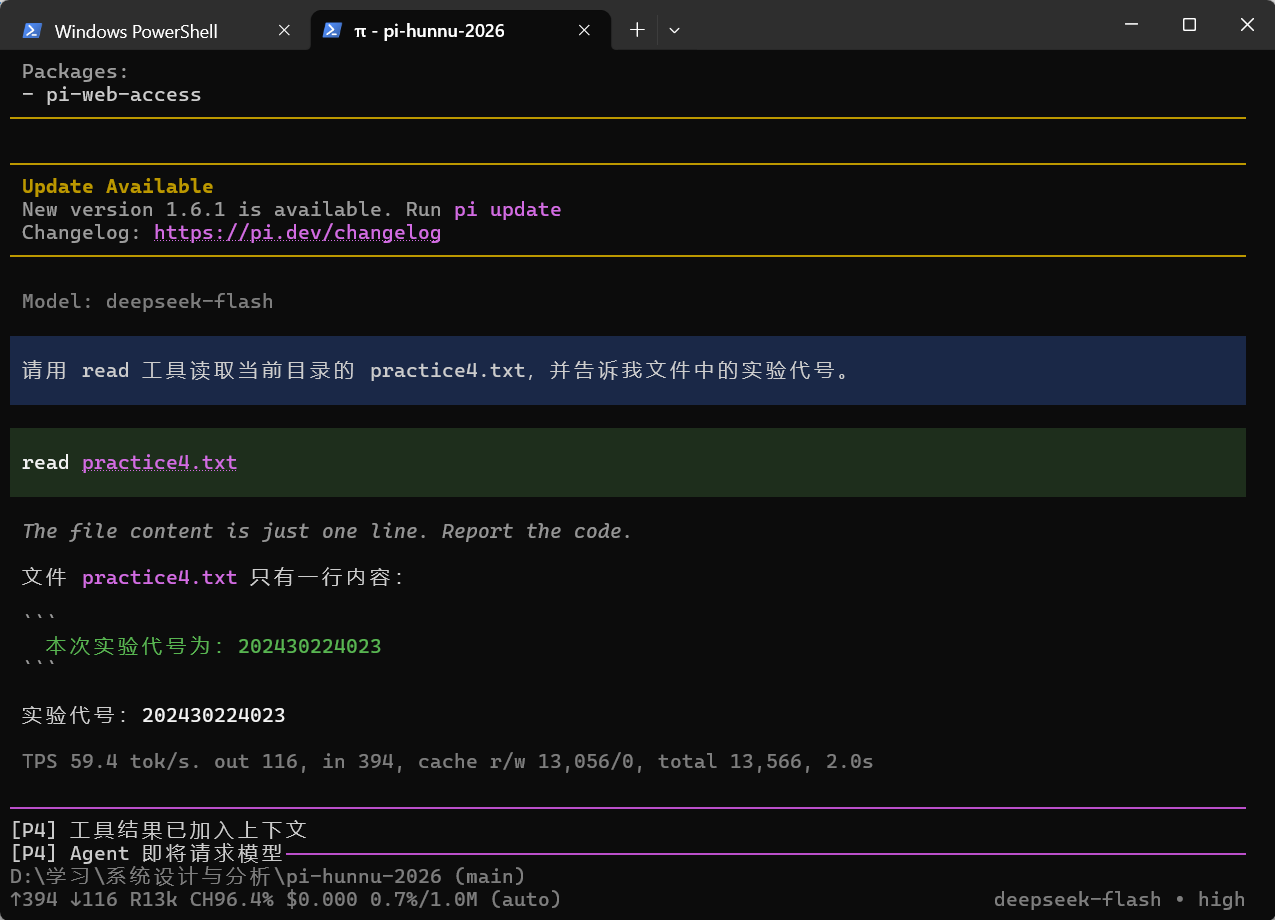 Windows PowerShell
π - pi-hunnu-2026
Packages:
- pi-web-access
Update Available
New version 1.6.1 is available. Run pi update
Changelog: https://pi.dev/changelog
Model: deepseek-flash
请用 read 工具读取当前目录的 practice4.txt，并告诉我文件中的实验代号。
read practice4.txt
The file content is just one line. Report the code.
文件 practice4.txt 只有一行内容：
```
本次实验代号为：202430224023
```
实验代号：202430224023
TPS 59.4 tok/s. out 116, in 394, cache r/w 13,056/0, total 13,566, 2.0s
[P4] 工具结果已加入上下文
[P4] Agent 即将请求模型
D:\学习\系统设计与分析\pi-hunnu-2026 (main)
↑394 ↓116 R13k CH96.4% $0.000 0.7%/1.0M (auto) deepseek-flash • high